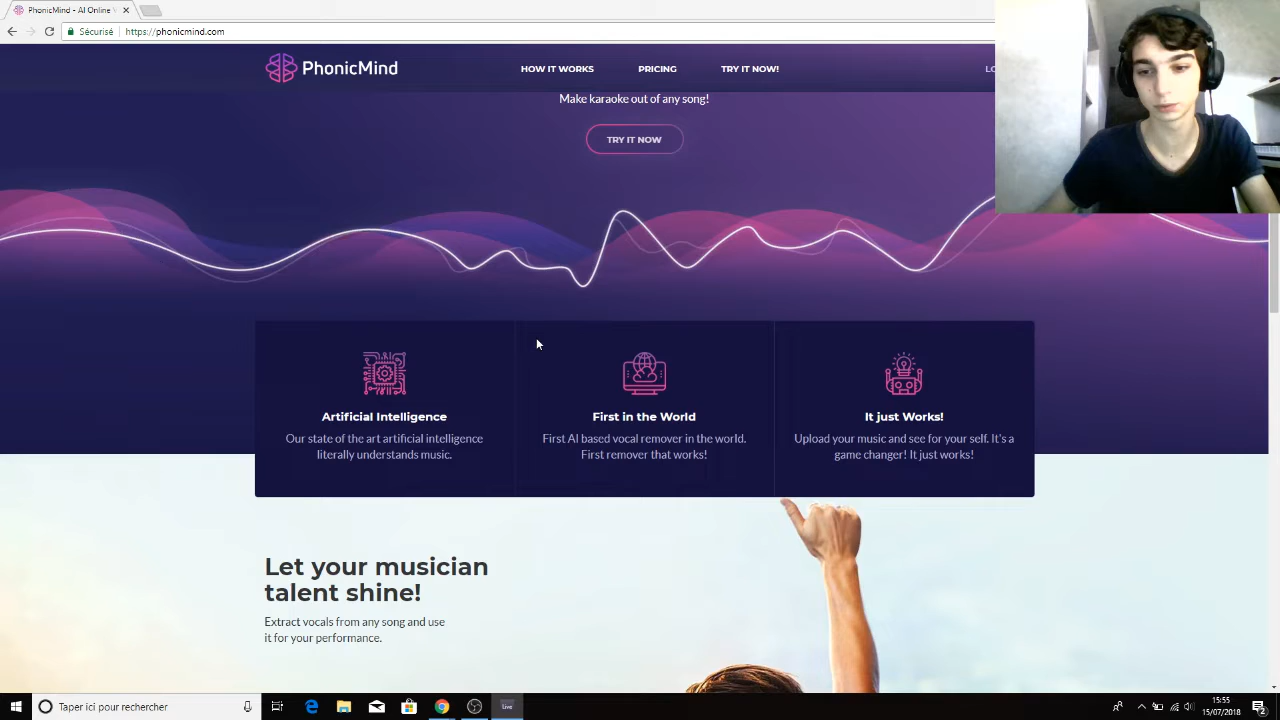 PhonicMind - AI Online V
Sécurisé
https://phonicmind.com
PhonicMind
HOW IT WORKS
PRICING
TRY IT NOW!
LO
Make karaoke out of any song!
TRY IT NOW
Artificial Intelligence
Our state of the art artificial intelligence
literally understands music.
First in the World
First AI based vocal remover in the world.
First remover that works!
It just Works!
Upload your music and see for your self. It's a
game changer! It just works!
Let your musician
talent shine!
Extract vocals from any song and use
it for your performance.
Taper ici pour rechercher
Live
15:55
15/07/2018
2